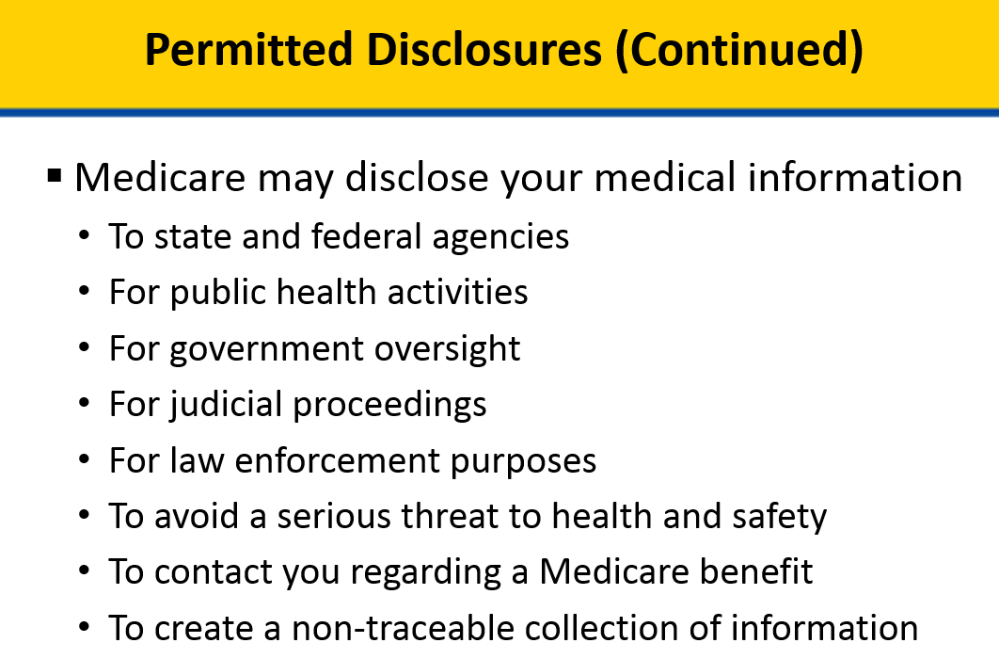 Permitted Disclosures (Continued)
▪ Medicare may disclose your medical information
• To state and federal agencies
• For public health activities
• For government oversight
• For judicial proceedings
• For law enforcement purposes
• To avoid a serious threat to health and safety
• To contact you regarding a Medicare benefit
• To create a non-traceable collection of information